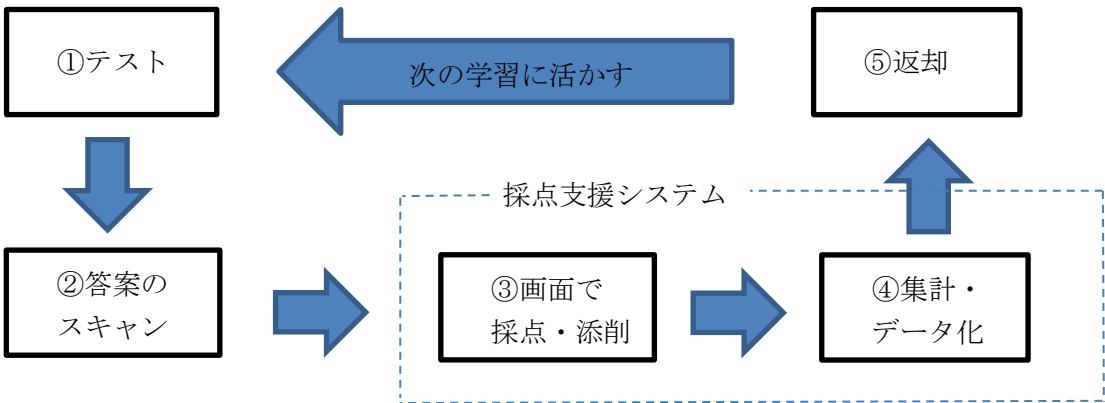 ①テスト
次の学習に活かす
⑤返却
採点支援システム
②答案の
スキャン
③画面で
採点・添削
④集計・
データ化